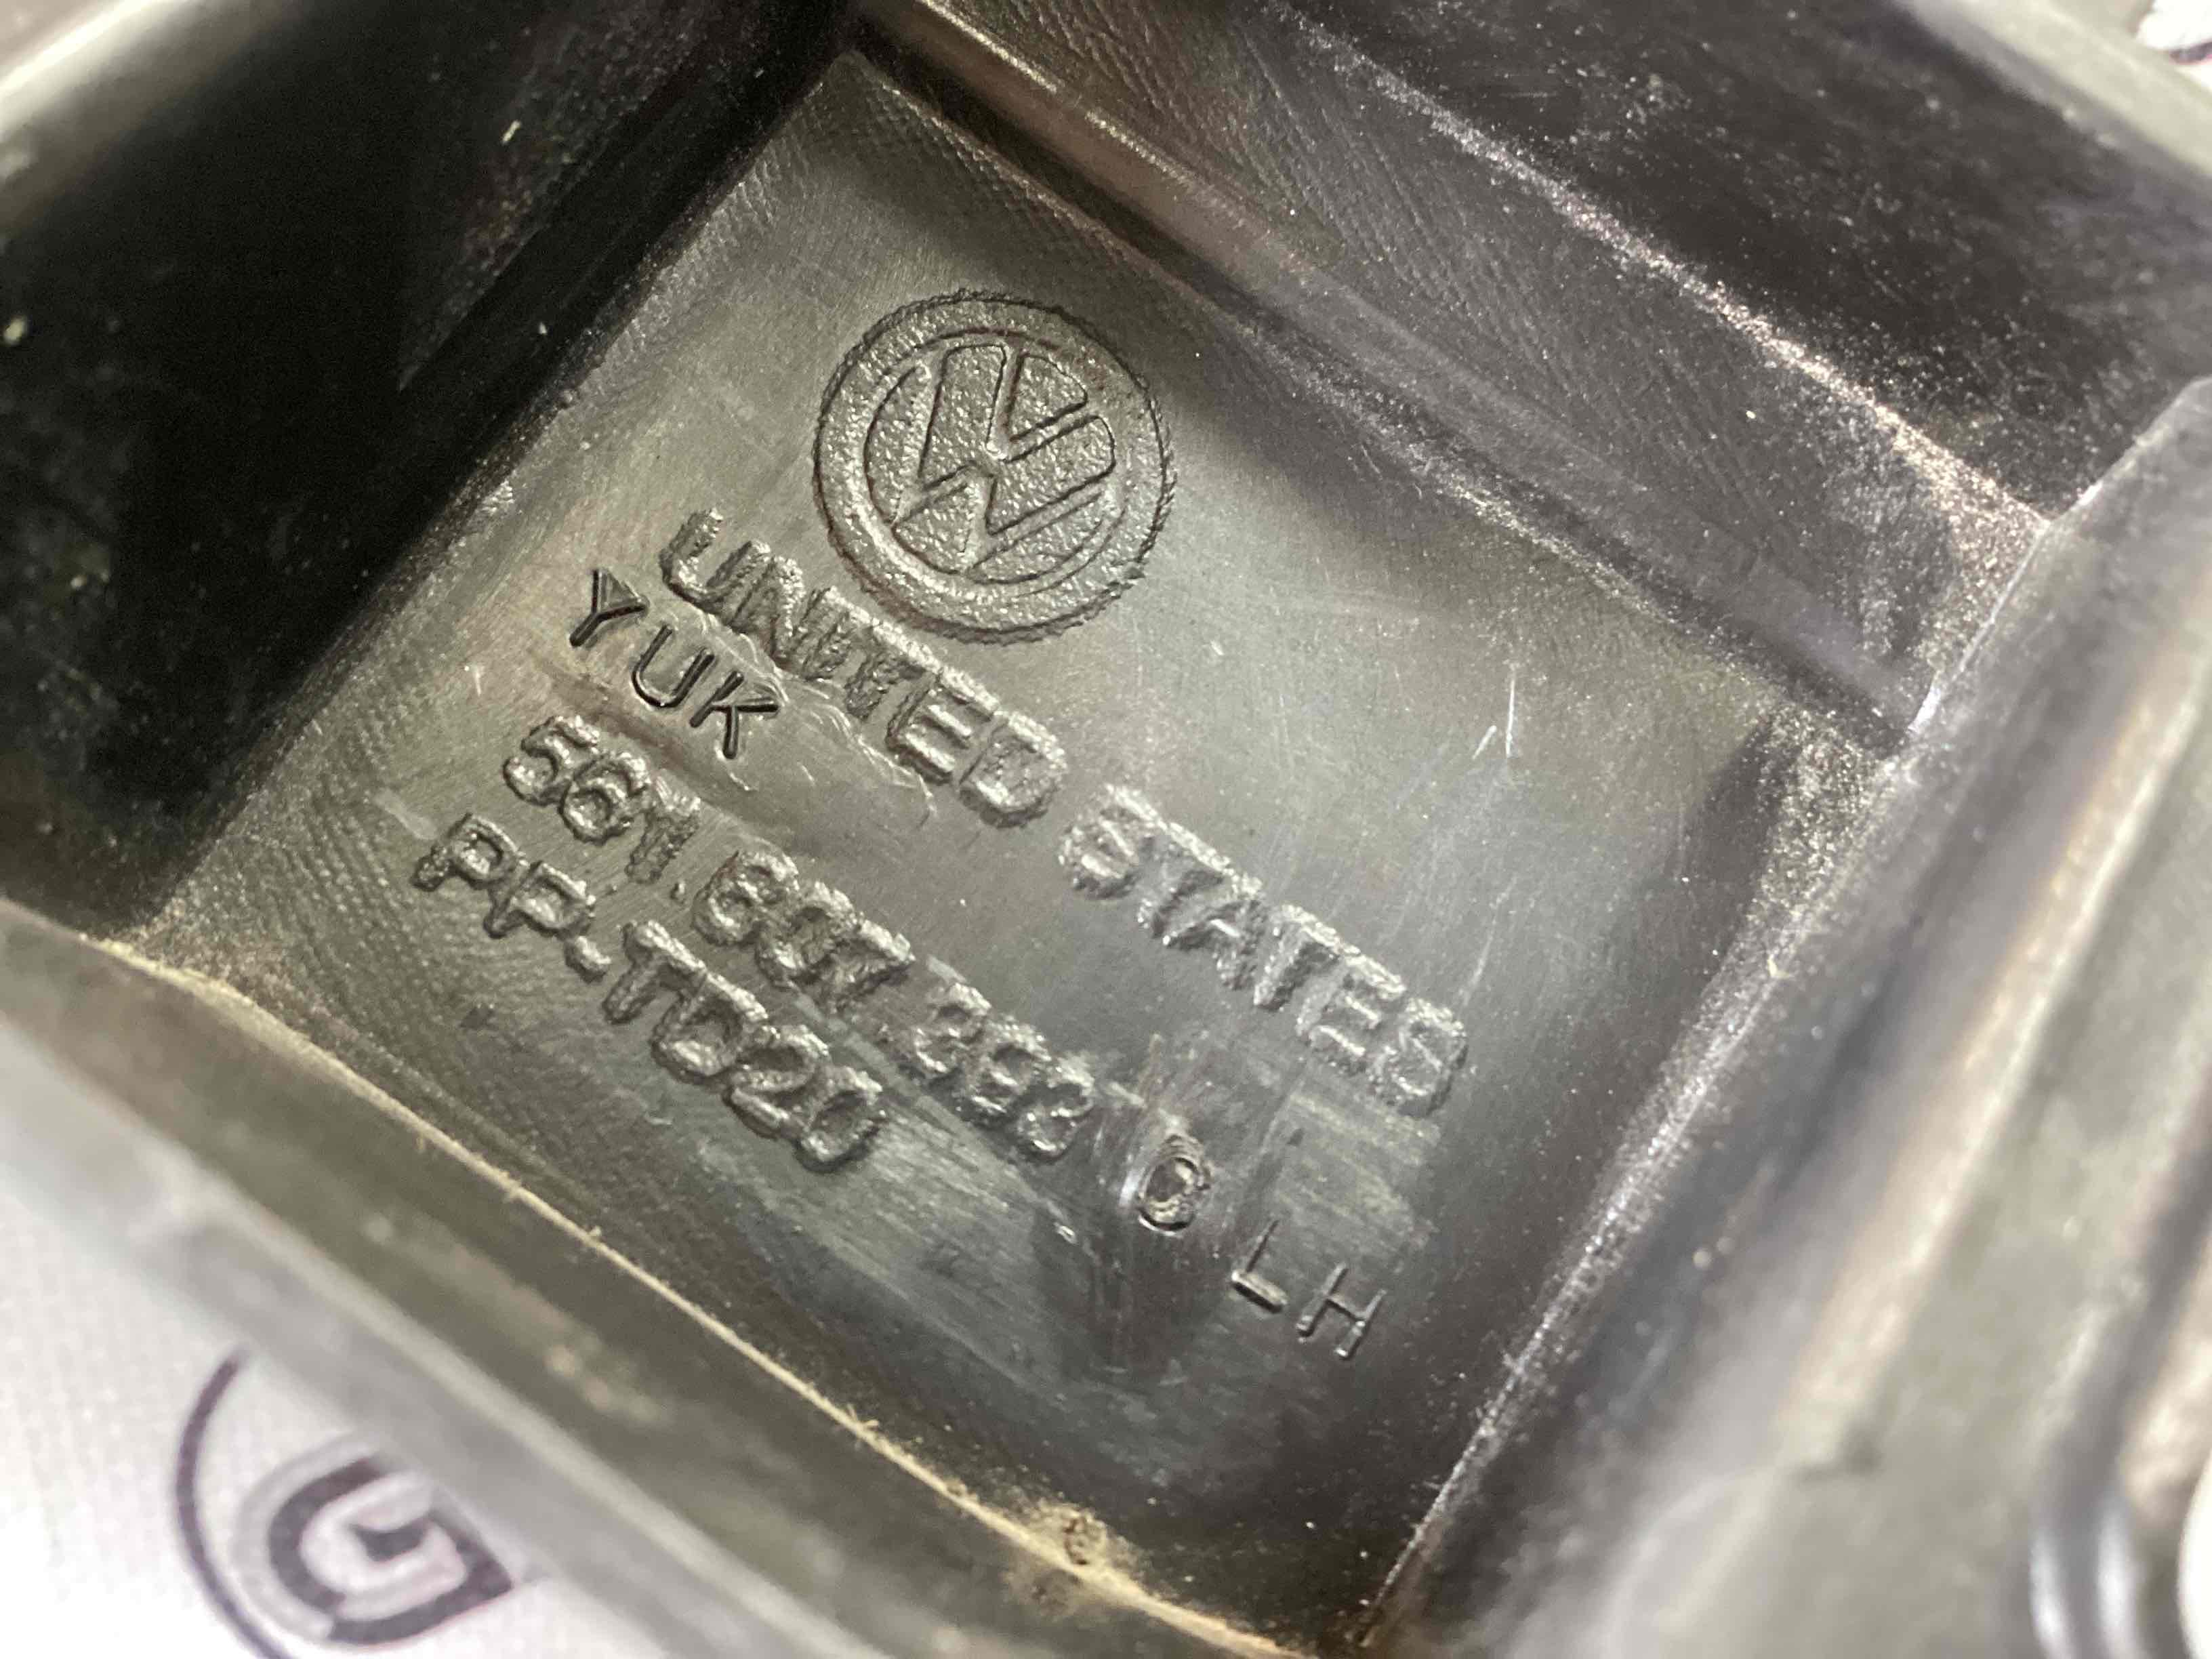 UNITED STATES
YUK
561.807.393 C LH
PP.TD20